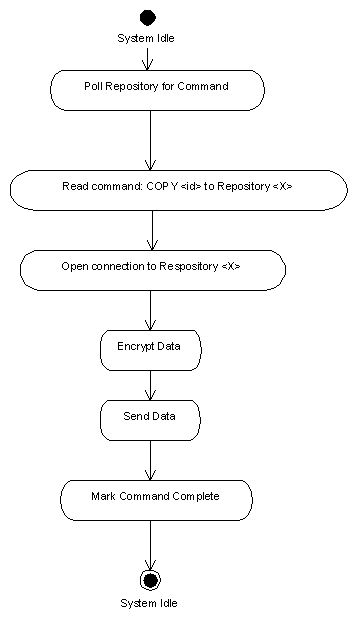 System Idle
Poll Repository for Command
Read command: COPY <id> to Repository <X>
Open connection to Respository <X>
Encrypt Data
Send Data
Mark Command Complete
System Idle